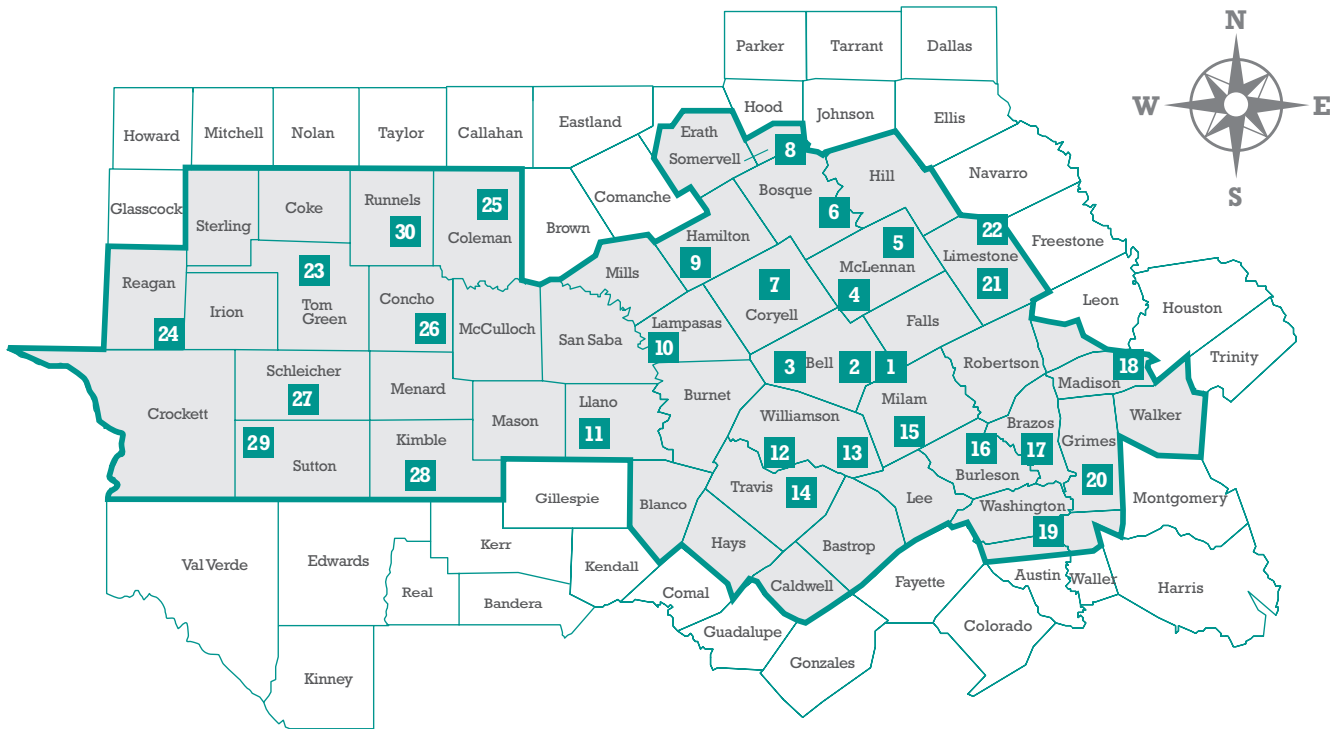 N
Parker
Tarrant
Dallas
W
E
S
Hood
Johnson
Ellis
Howard
Mitchell
Nolan
Taylor
Callahan
Eastland
Erath
Somervell
8
Hill
Navarro
Bosque
6
Glasscock
Sterling
Coke
Runnels
30
25
Coleman
Brown
Comanche
Hamilton
9
5
McLennan
4
22
Limestone
21
Freestone
Reagan
24
Irion
23
Tom
Green
Concho
26
McCulloch
Mills
San Saba
Lampasas
10
7
Coryell
Falls
Leon
Houston
Trinity
Robertson
Madison
18
Walker
Crockett
Schleicher
27
Menard
Mason
Llano
11
Burnet
3
Bell
2
1
Milam
15
Williamson
12
13
Brazos
17
16
Burleson
Grimes
20
29
Sutton
Kimble
28
Gillespie
Blanco
Travis
14
Lee
Washington
19
Montgomery
Hays
Bastrop
Caldwell
Val Verde
Edwards
Kerr
Real
Bandera
Kendall
Comal
Guadalupe
Gonzales
Fayette
Austin
Waller
Harris
Colorado
Kinney